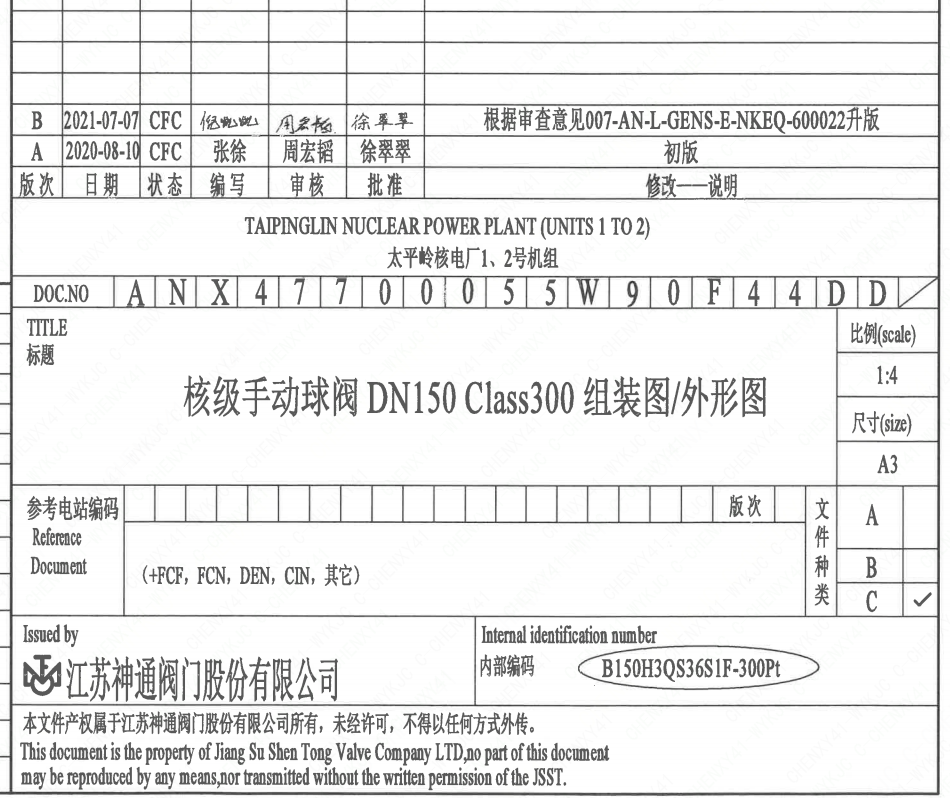 B 2021-07-07 CFC 倪屹屹 周宏韬 徐翠翠 根据审查意见007-AN-L-GENS-E-NKEQ-600022升版
A 2020-08-10 CFC 张徐 周宏韬 徐翠翠 初版
版次 日期 状态 编写 审核 批准 修改——说明
TAIPINGLIN NUCLEAR POWER PLANT (UNITS 1 TO 2)
太平岭核电厂1、2号机组
DOC.NO A N X 4 7 7 0 0 0 5 5 W 9 0 F 4 4 D D
TITLE
标题
核级手动球阀 DN150 Class300 组装图/外形图
比例(scale)
1:4
尺寸(size)
A3
参考电站编码
Reference
Document
版次
(+FCF, FCN, DEN, CIN, 其它)
文件种类
A
B
C ✓
Issued by
江苏神通阀门股份有限公司
Internal identification number
内部编码 B150H3QS36S1F-300Pt
本文件产权属于江苏神通阀门股份有限公司所有，未经许可，不得以任何方式外传。
This document is the property of Jiang Su Shen Tong Valve Company LTD,no part of this document
may be reproduced by any means,nor transmitted without the written permission of the JSST.